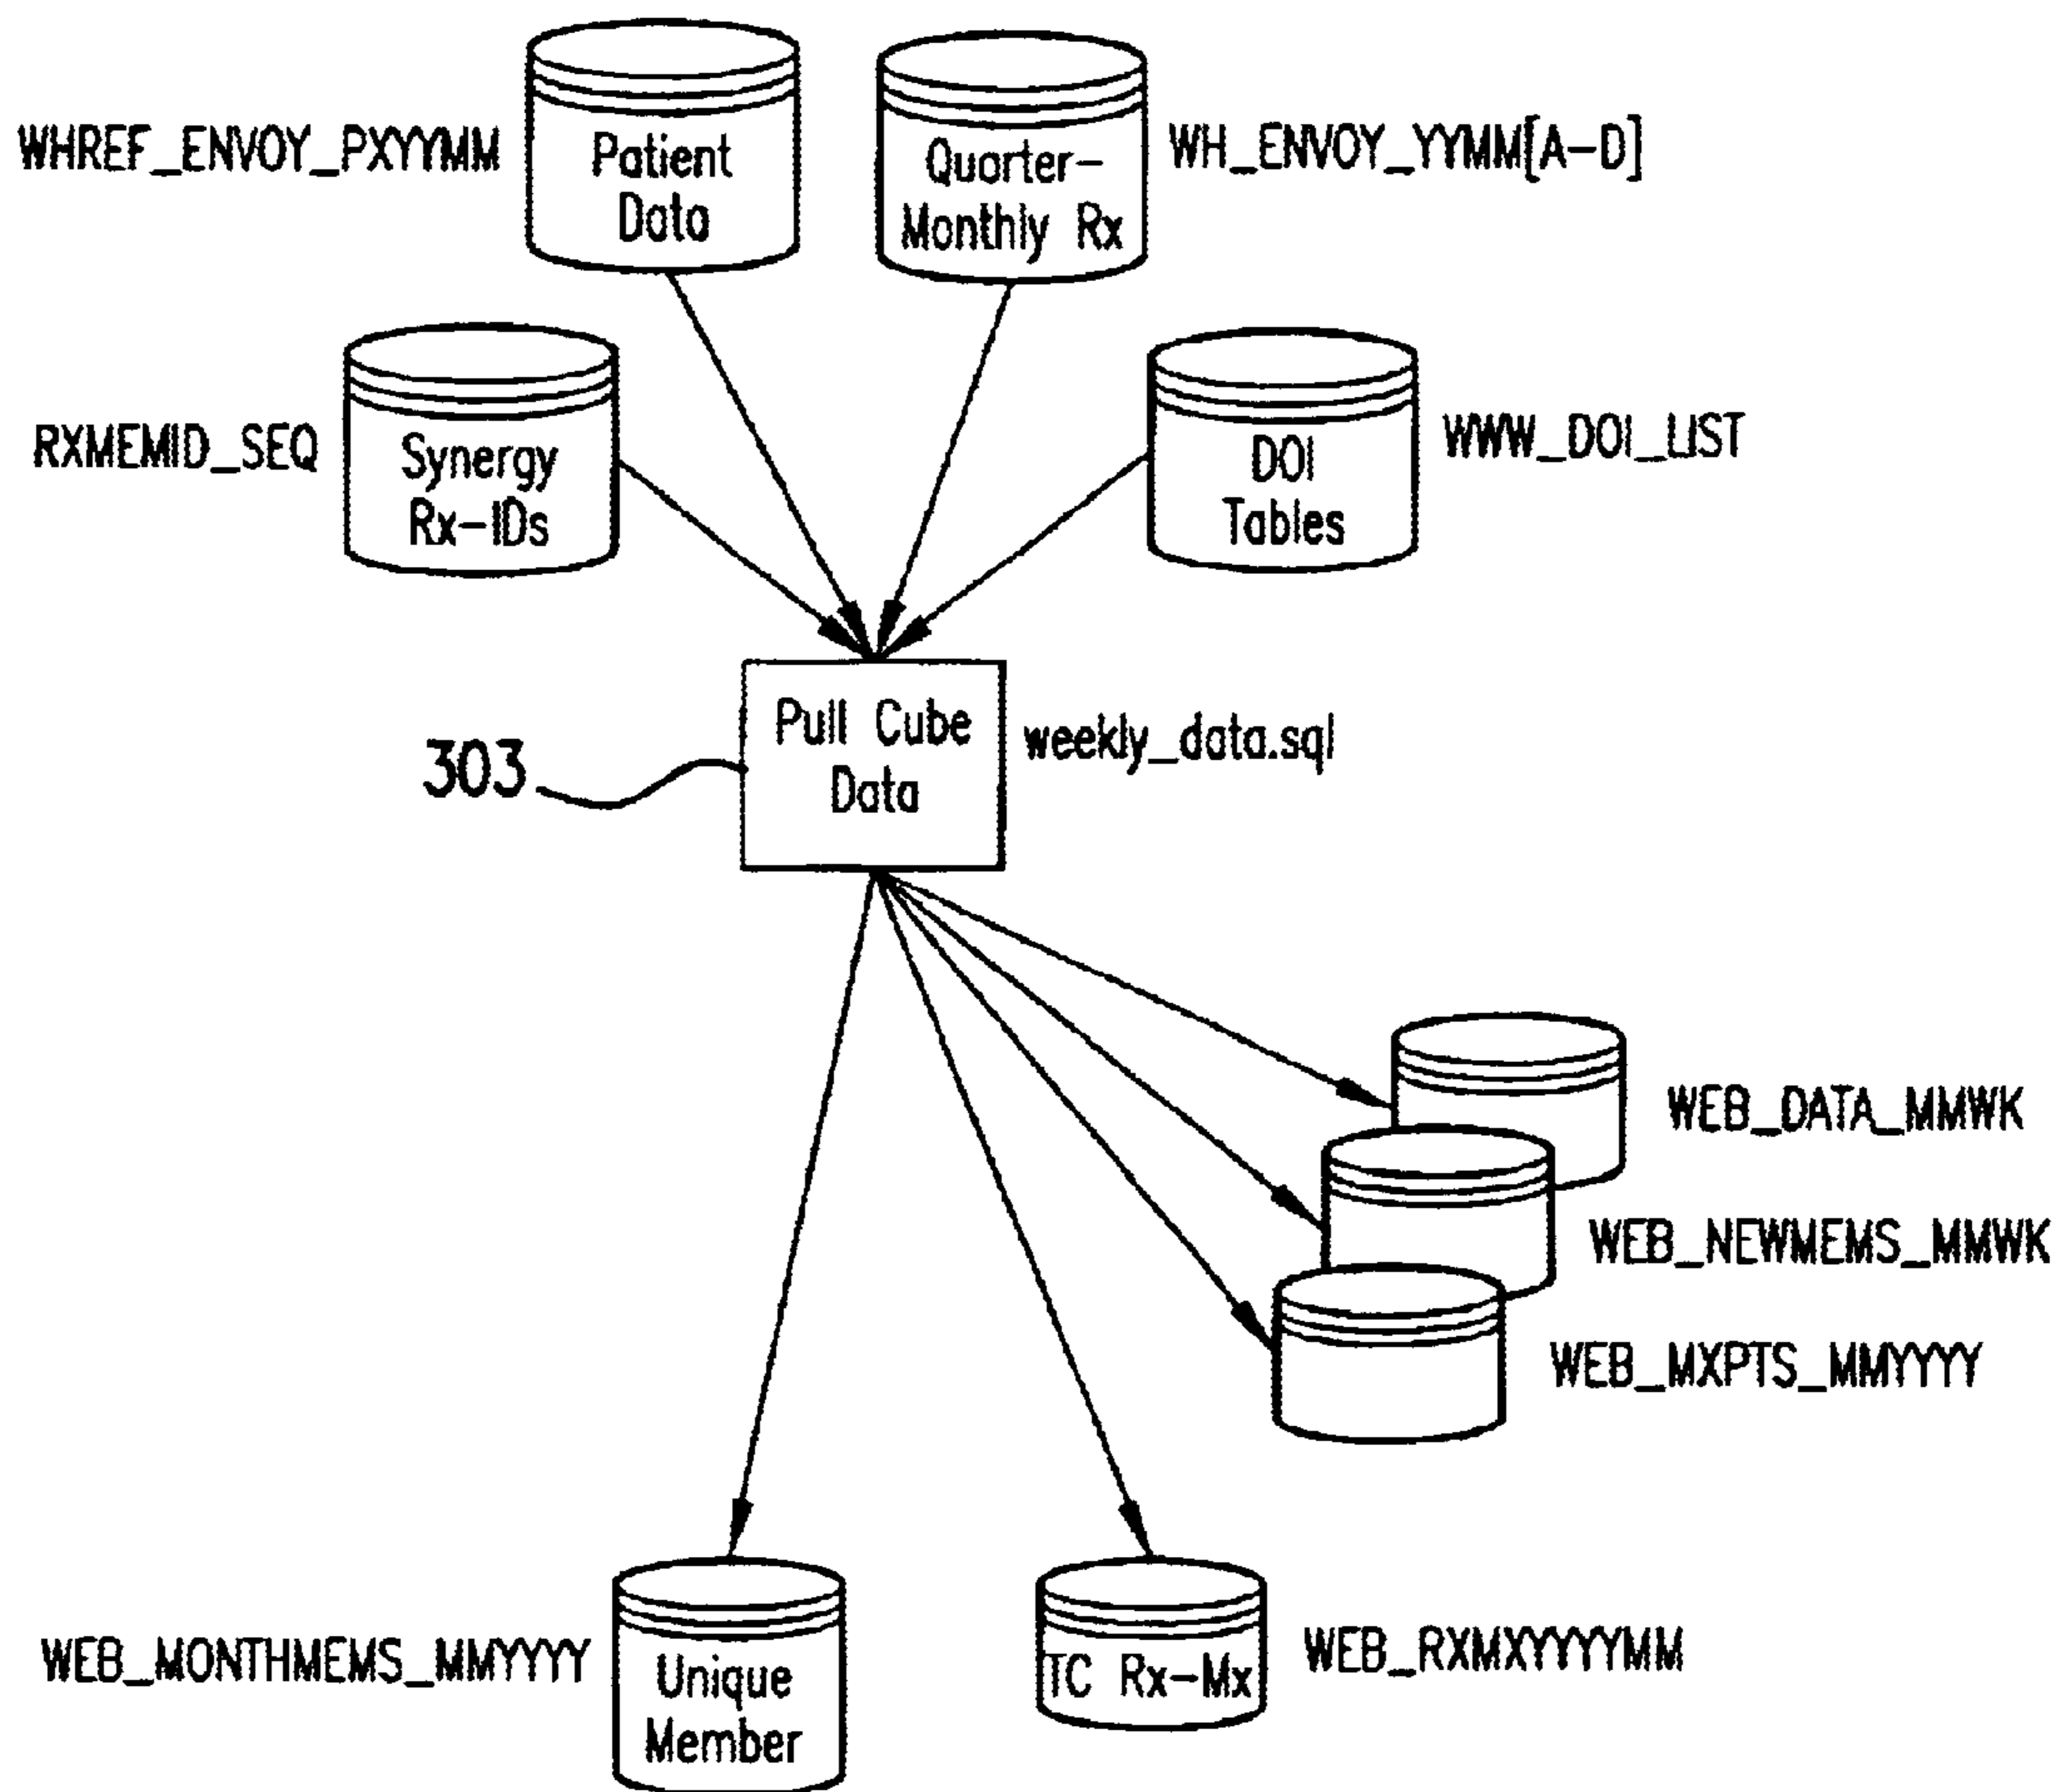 WHREF_ENVOY_PXYYMM
Patient
Data
Quarter-
Monthly Rx
WH_ENVOY_YYMM[A-D]
RXMEMID_SEQ
Synergy
Rx-IDs
DOI
Tables
WWW_DOI_LIST
303
Pull Cube
Data
weekly_data.sql
WEB_DATA_MMWK
WEB_NEWMEMS_MMWK
WEB_MXPTS_MMYYYY
WEB_MONTHMEMS_MMYYYY
Unique
Member
TC Rx-Mx
WEB_RXMXYYYYMM